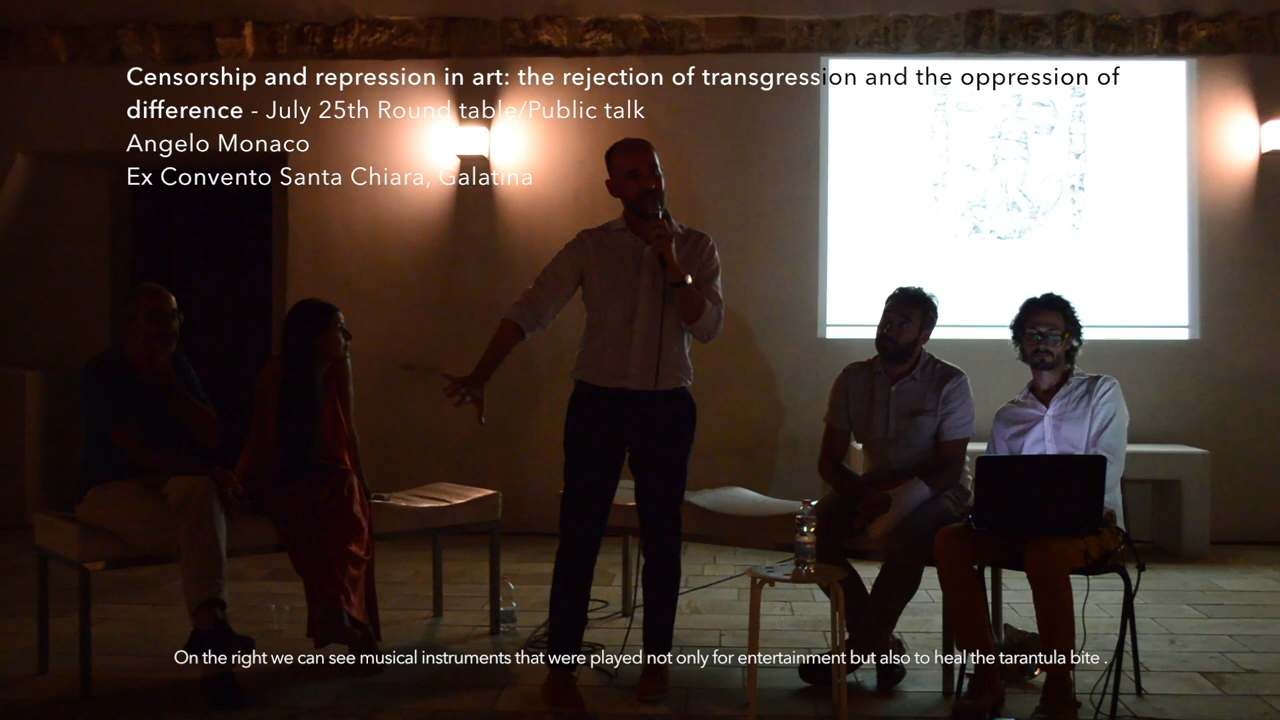 Censorship and repression in art: the rejection of transgression and the oppression of
difference - July 25th Round table/Public talk
Angelo Monaco
Ex Convento Santa Chiara, Galatina
On the right we can see musical instruments that were played not only for entertainment but also to heal the tarantula bite .